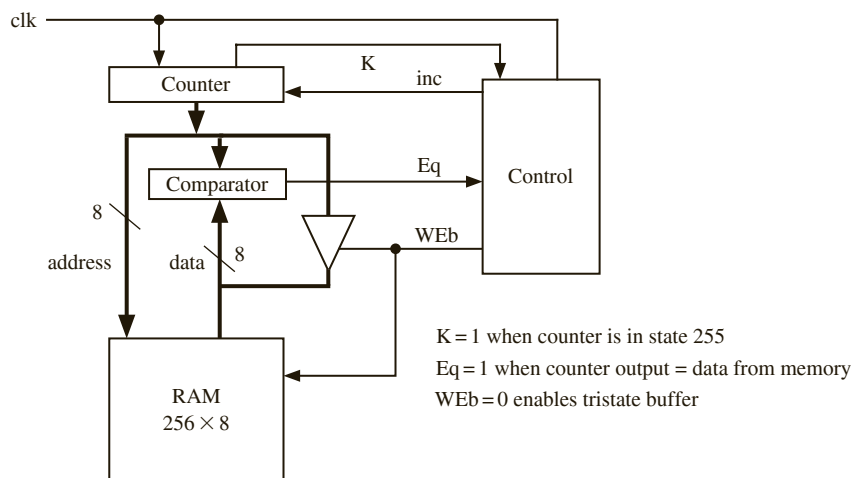 clk
K
Counter
inc
Comparator
Eq
Control
8
WEb
address
data
8
K = 1 when counter is in state 255
Eq = 1 when counter output = data from memory
WEb = 0 enables tristate buffer
RAM
256 × 8